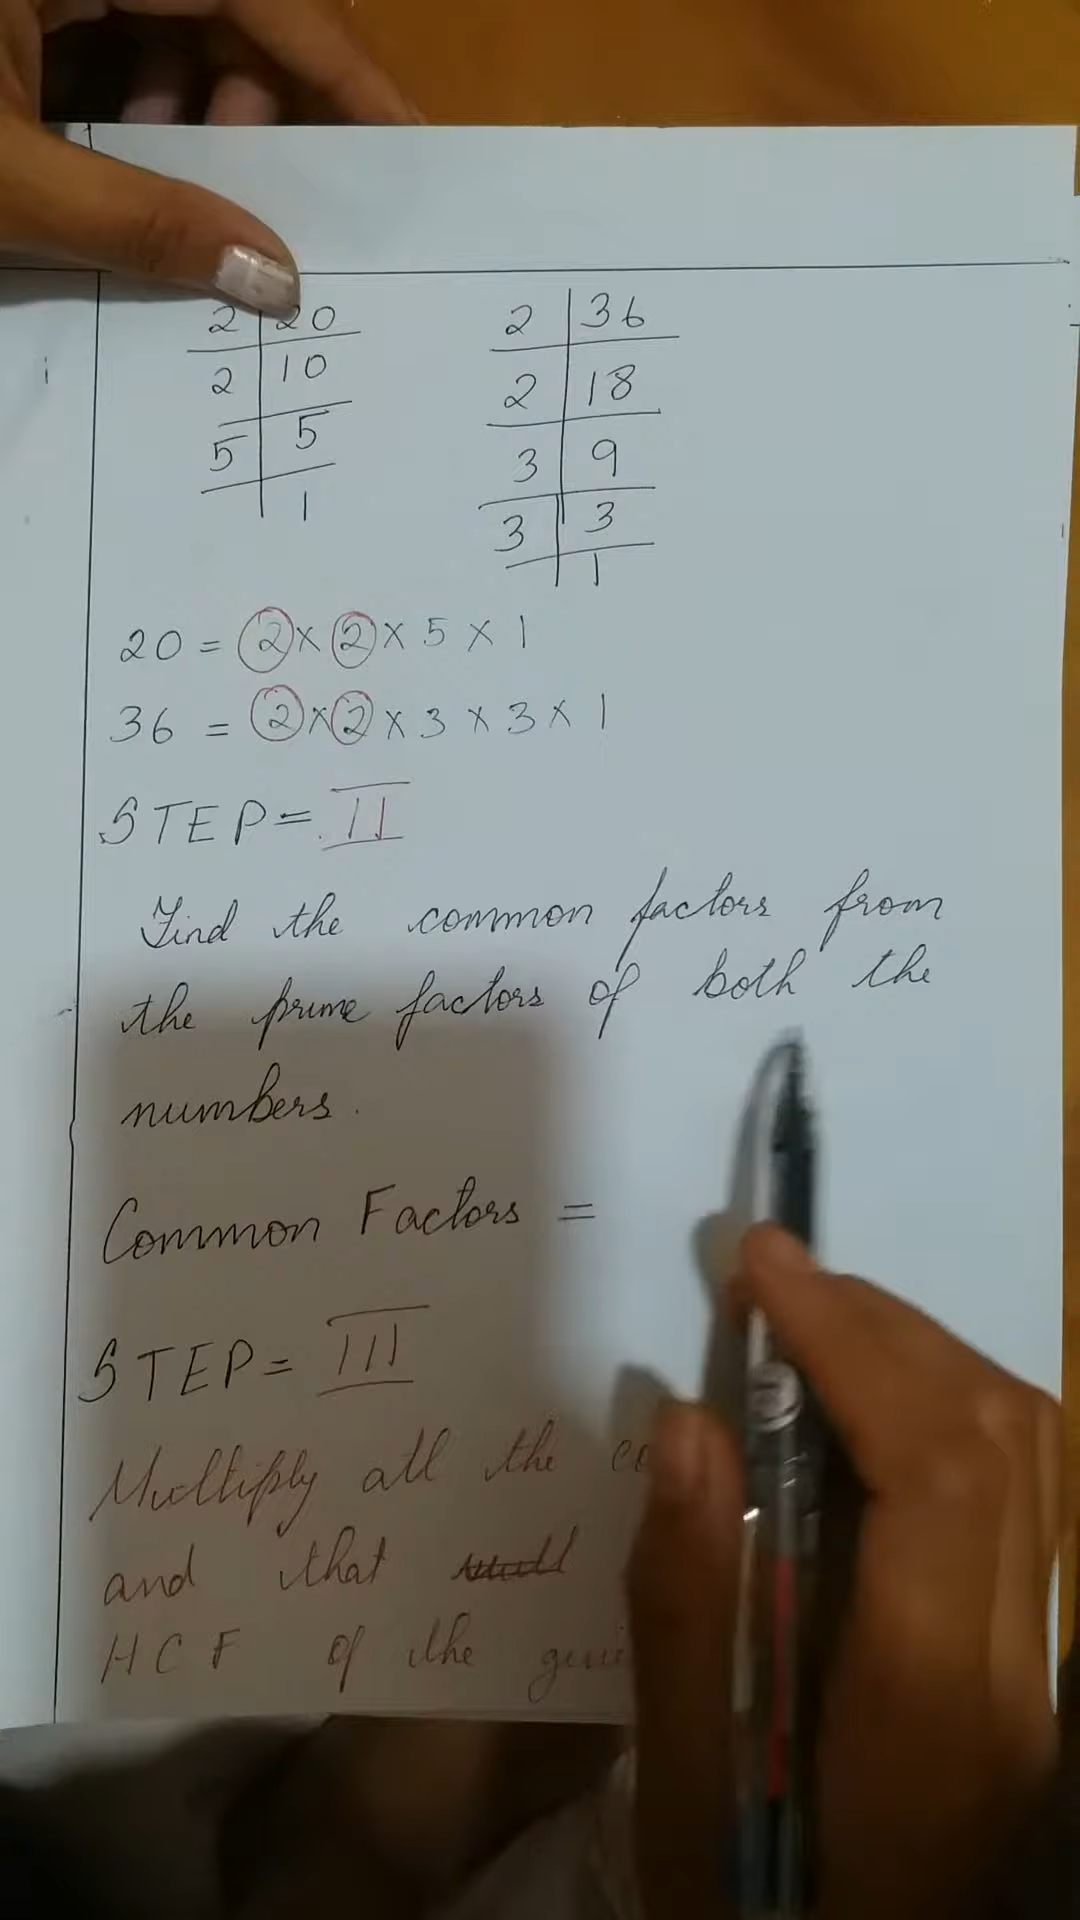 2 | 20    2 | 36
2 | 10    2 | 18
5 | 5    3 | 9
1    3 | 3
1
20 = 2 × 2 × 5 × 1
36 = 2 × 2 × 3 × 3 × 1
STEP = II
Find the common factors from
the prime factors of both the
numbers.
Common Factors =
STEP = III
Multiply all the
and that
HCF of the